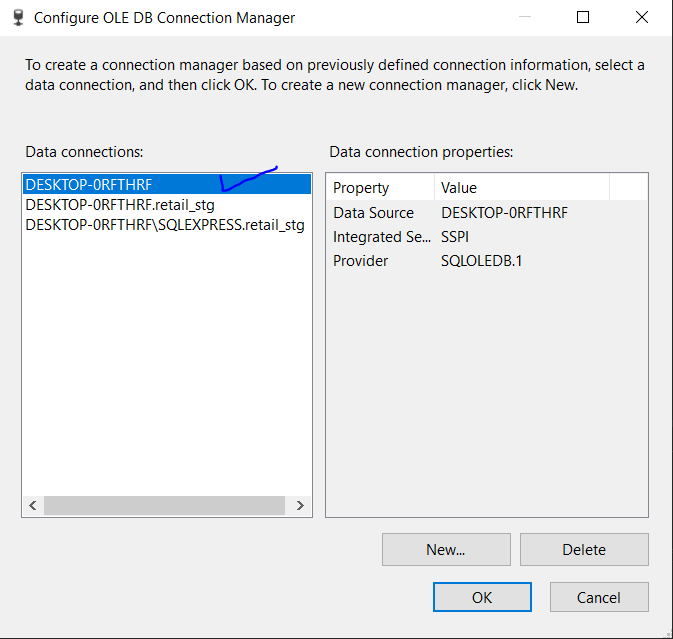 Configure OLE DB Connection Manager
To create a connection manager based on previously defined connection information, select a
data connection, and then click OK. To create a new connection manager, click New.
Data connections:
Data connection properties:
DESKTOP-0RFTHRF
DESKTOP-0RFTHRF.retail_stg
DESKTOP-0RFTHRF\SQLEXPRESS.retail_stg
Property Value
Data Source DESKTOP-0RFTHRF
Integrated Se... SSPI
Provider SQLOLEDB.1
New... Delete
OK Cancel